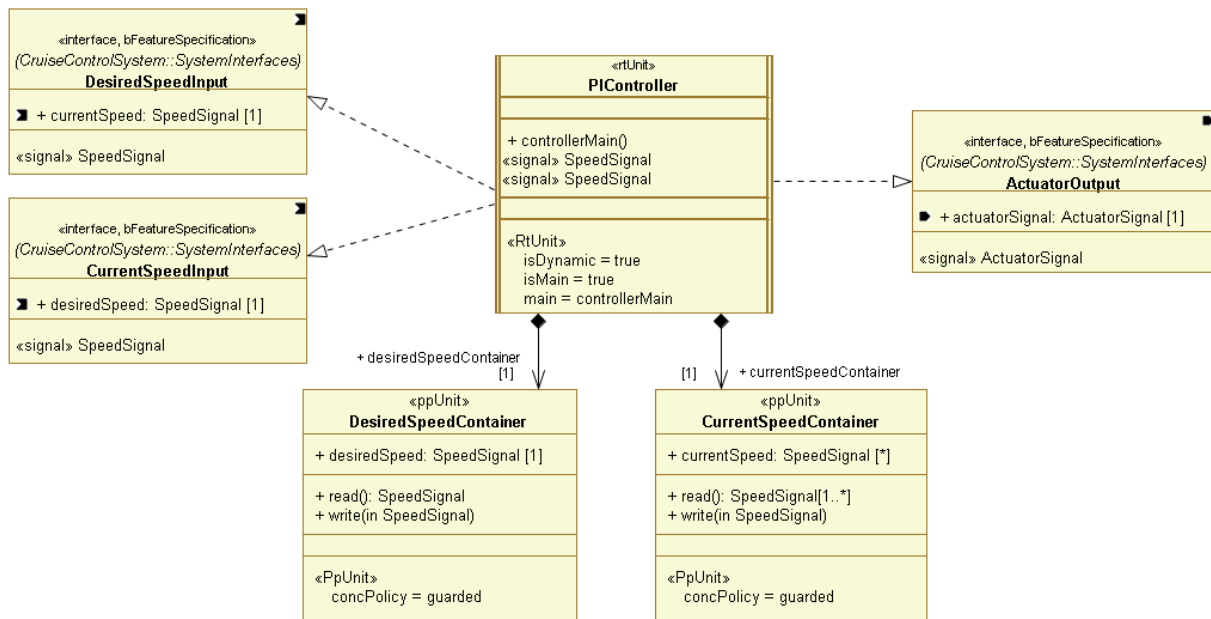 «interface, bFeatureSpecification»
(CruiseControlSystem::SystemInterfaces)
DesiredSpeedInput
+ currentSpeed: SpeedSignal [1]
«signal» SpeedSignal
«interface, bFeatureSpecification»
(CruiseControlSystem::SystemInterfaces)
CurrentSpeedInput
+ desiredSpeed: SpeedSignal [1]
«signal» SpeedSignal
«rtUnit»
PIController
+ controllerMain()
«signal» SpeedSignal
«signal» SpeedSignal
«RtUnit»
isDynamic = true
isMain = true
main = controllerMain
«interface, bFeatureSpecification»
(CruiseControlSystem::SystemInterfaces)
ActuatorOutput
+ actuatorSignal: ActuatorSignal [1]
«signal» ActuatorSignal
+ desiredSpeedContainer
[1]
[1]
+ currentSpeedContainer
«ppUnit»
DesiredSpeedContainer
+ desiredSpeed: SpeedSignal [1]
+ read(): SpeedSignal
+ write(in SpeedSignal)
«PpUnit»
concPolicy = guarded
«ppUnit»
CurrentSpeedContainer
+ currentSpeed: SpeedSignal [*]
+ read(): SpeedSignal[1..*]
+ write(in SpeedSignal)
«PpUnit»
concPolicy = guarded